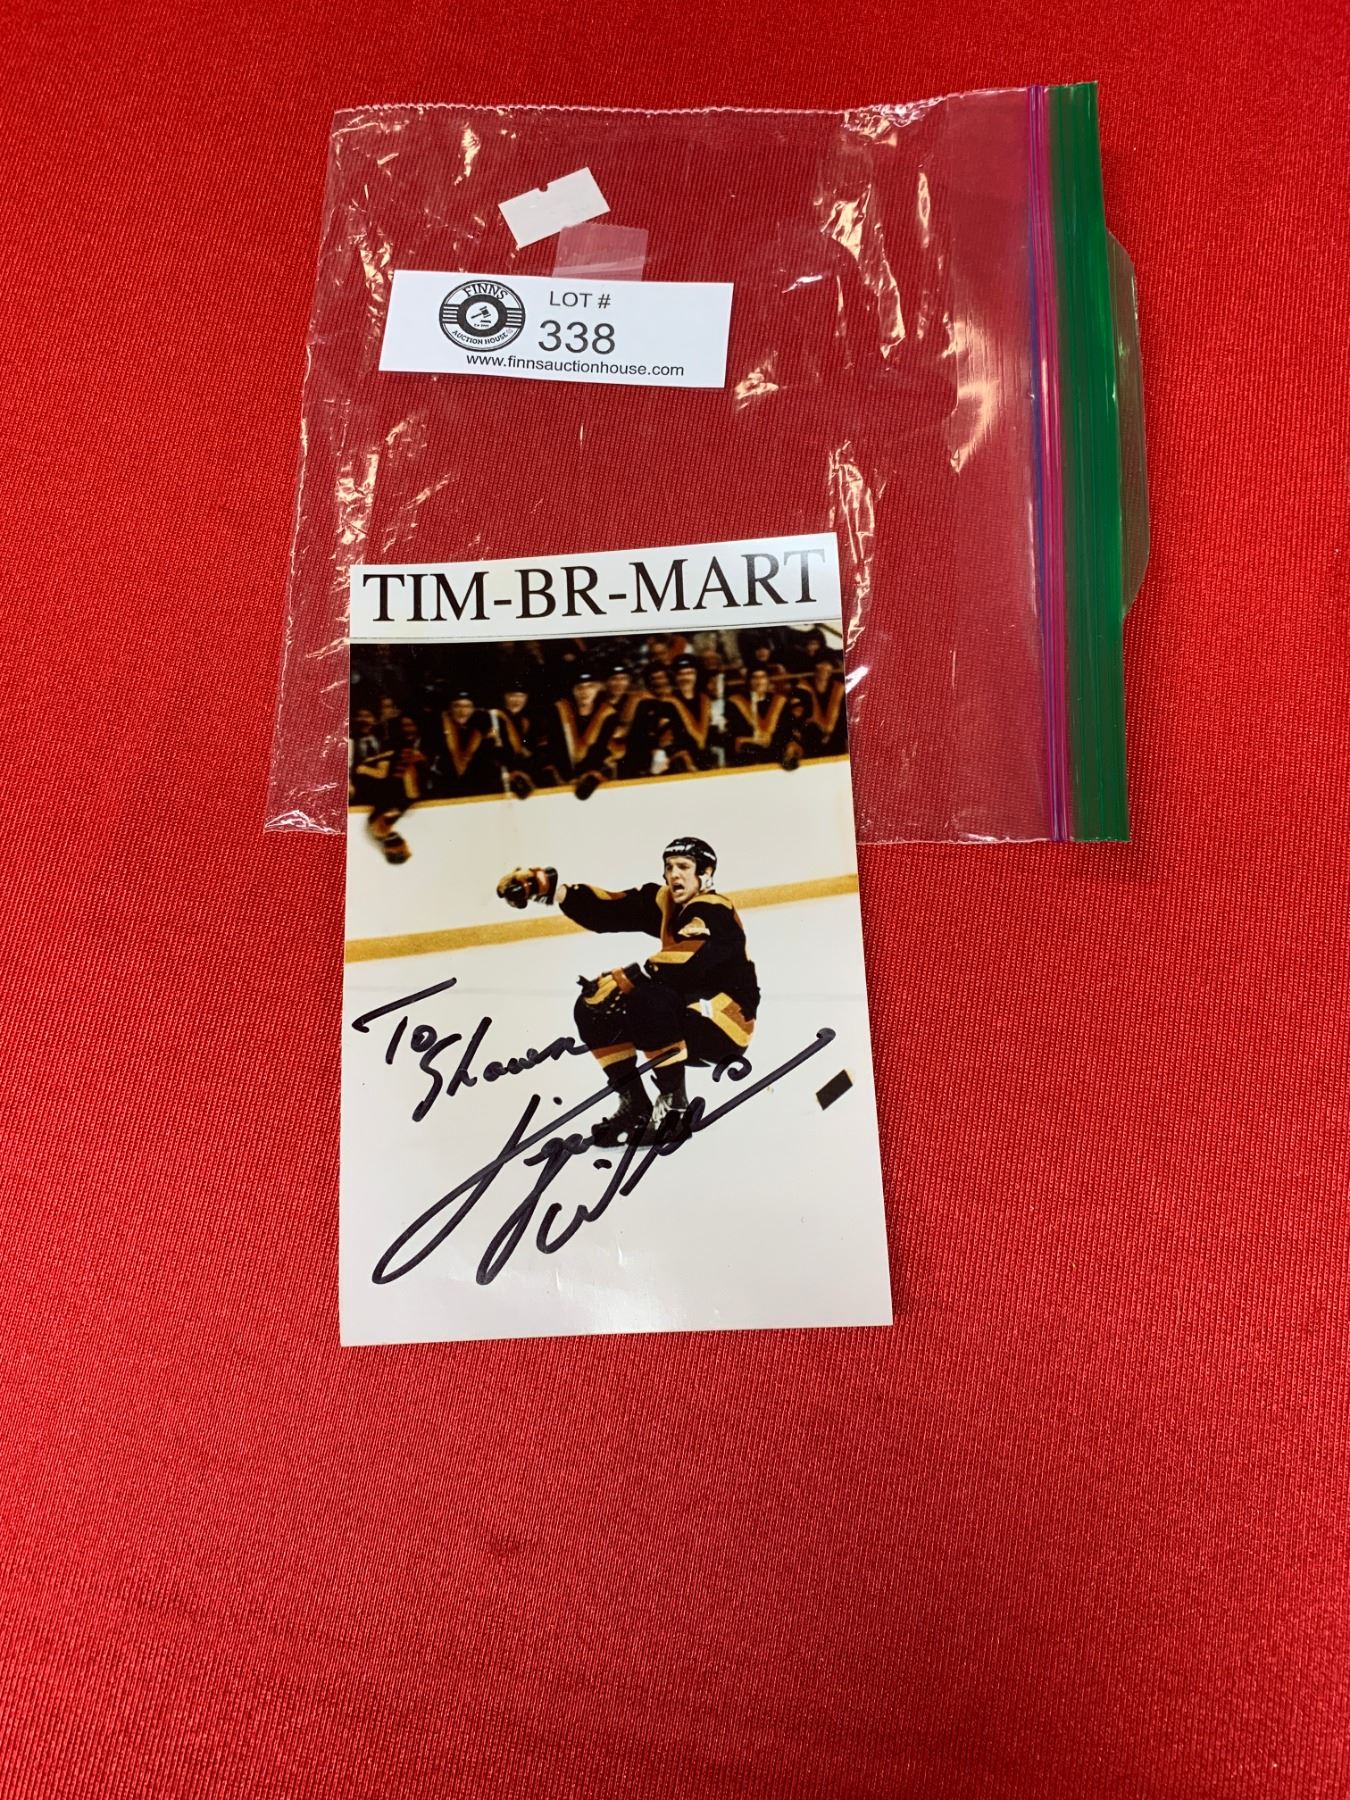 FINNS
AUCTION HOUSE
LOT #
338
www.finnsauctionhouse.com
TIM-BR-MART
To
Shawn